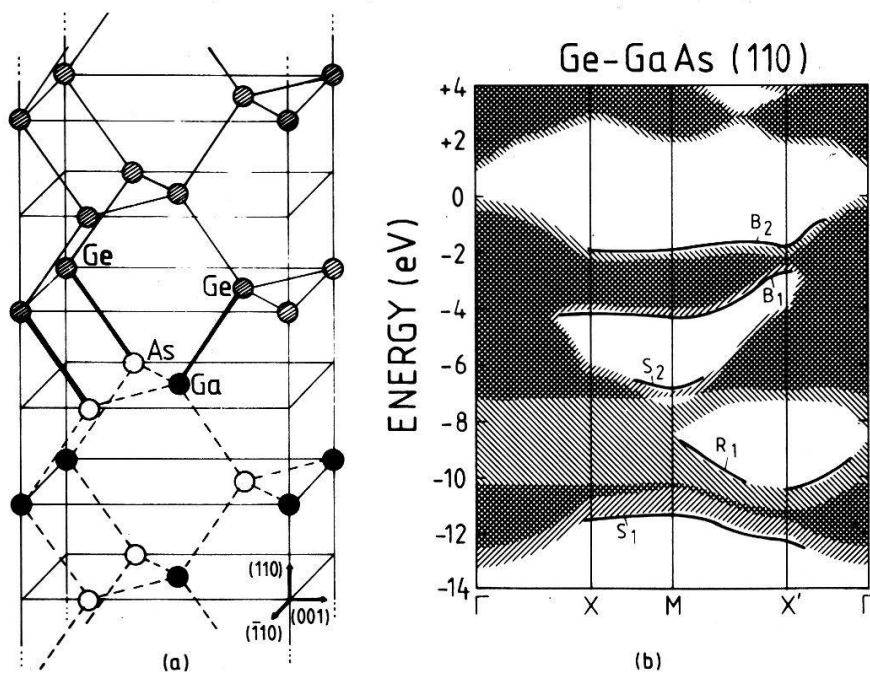 Ge
Ge
As
Ga
(110)
(001)
(1̄10)
(a)
Ge-GaAs (110)
ENERGY (eV)
+4
+2
0
-2
-4
-6
-8
-10
-12
-14
B2
B1
S2
R1
S1
Γ X M X' Γ
(b)